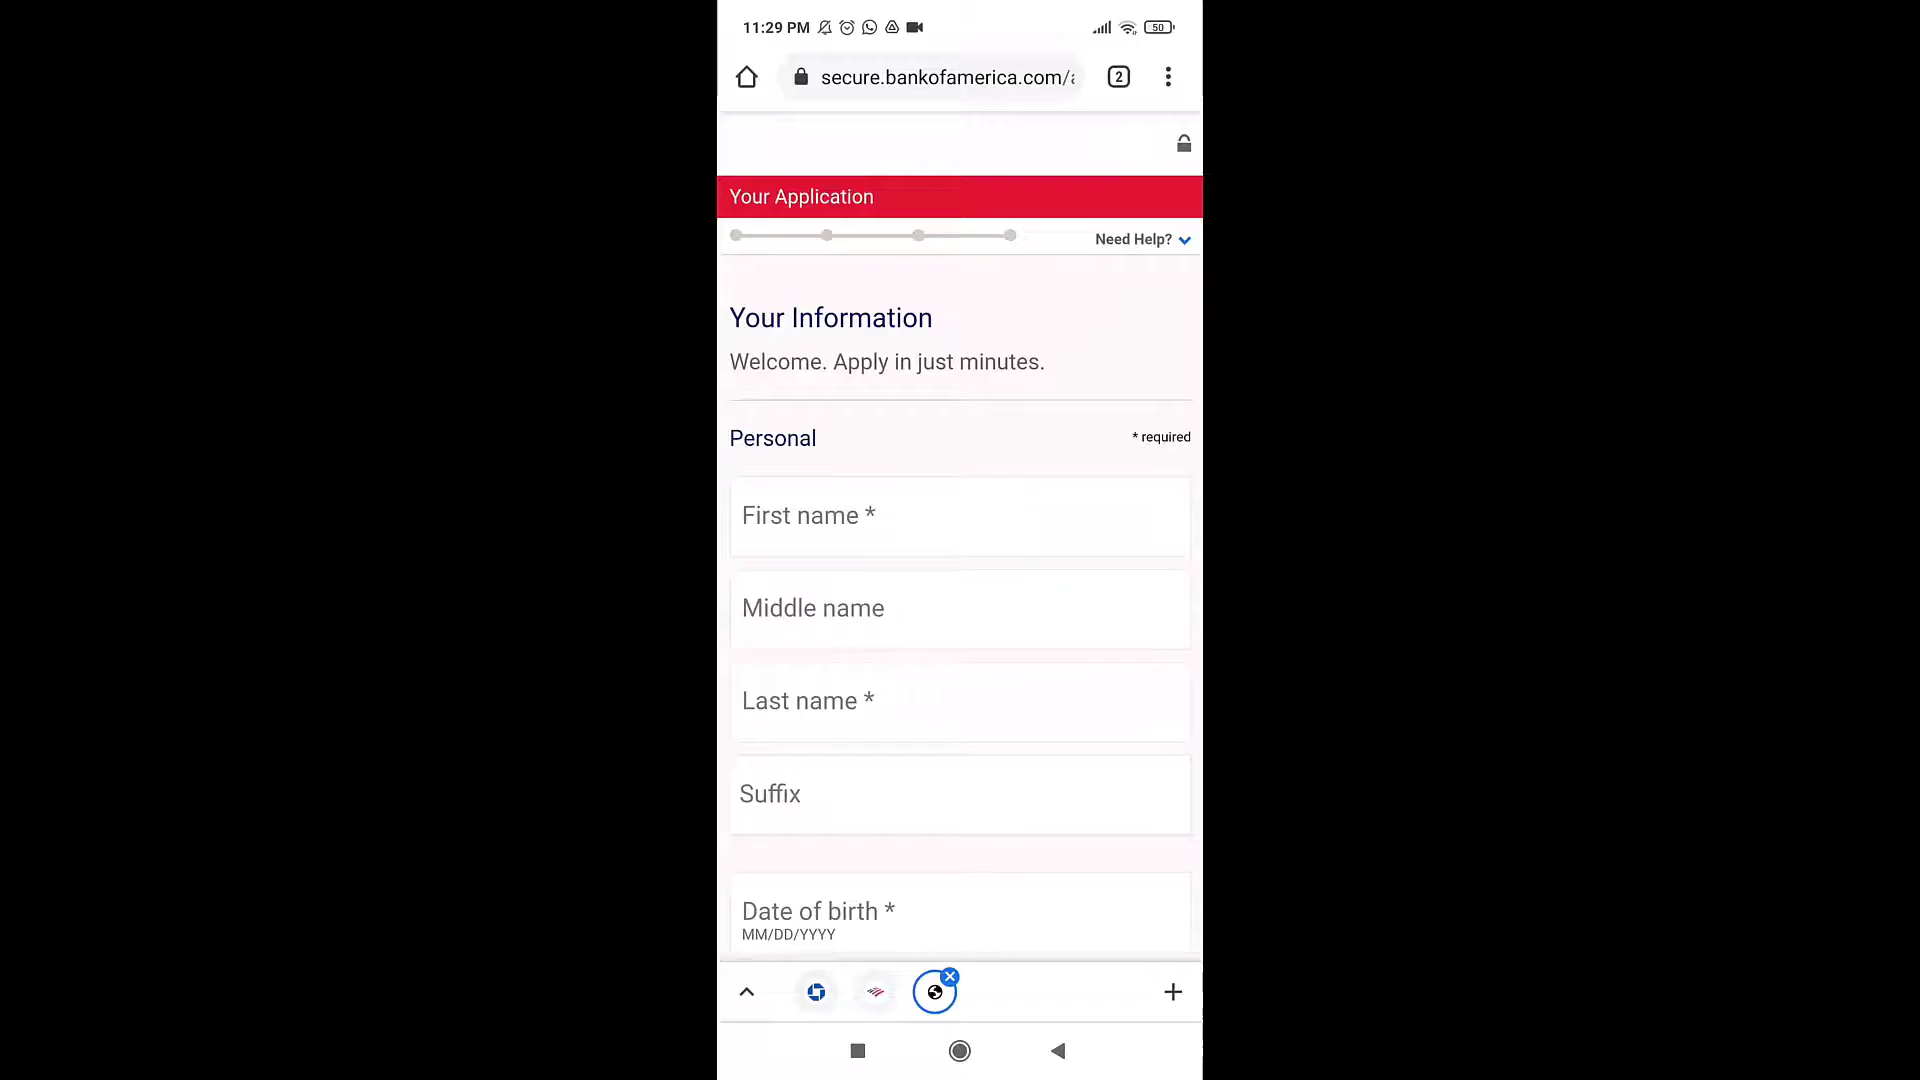 11:29 PM
50
secure.bankofamerica.com/a
2
Your Application
Need Help?
Your Information
Welcome. Apply in just minutes.
Personal
* required
First name *
Middle name
Last name *
Suffix
Date of birth *
MM/DD/YYYY